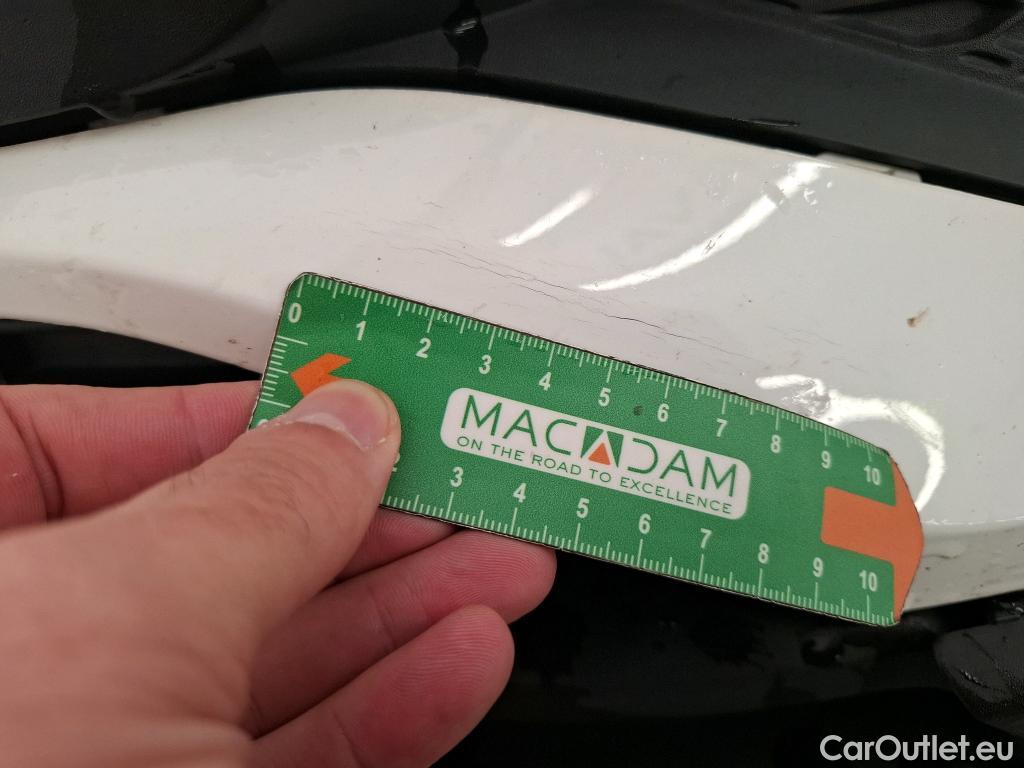 0 1 2 3 4 5 6 7 8 9 10
MACADAM
ON THE ROAD TO EXCELLENCE
3 4 5 6 7 8 9 10
CarOutlet.eu